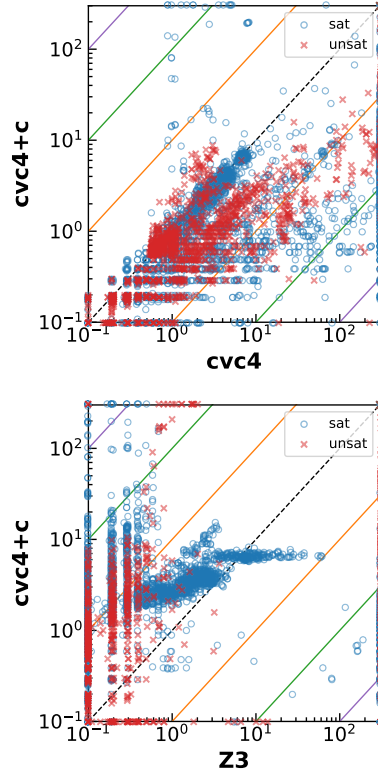 10²
10¹
10⁰
10⁻¹
cvc4+c
sat
unsat
10⁻¹ 10⁰ 10¹ 10²
cvc4
10²
10¹
10⁰
10⁻¹
cvc4+c
sat
unsat
10⁻¹ 10⁰ 10¹ 10²
Z3